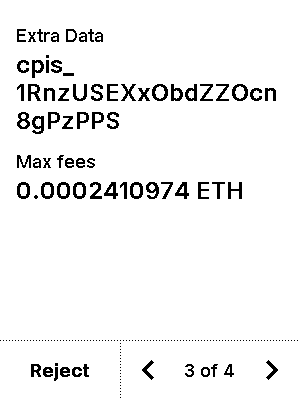 Extra Data
cpis_
1RnzUSEXxObdZZOcn
8gPzPPS
Max fees
0.0002410974 ETH
Reject
3 of 4